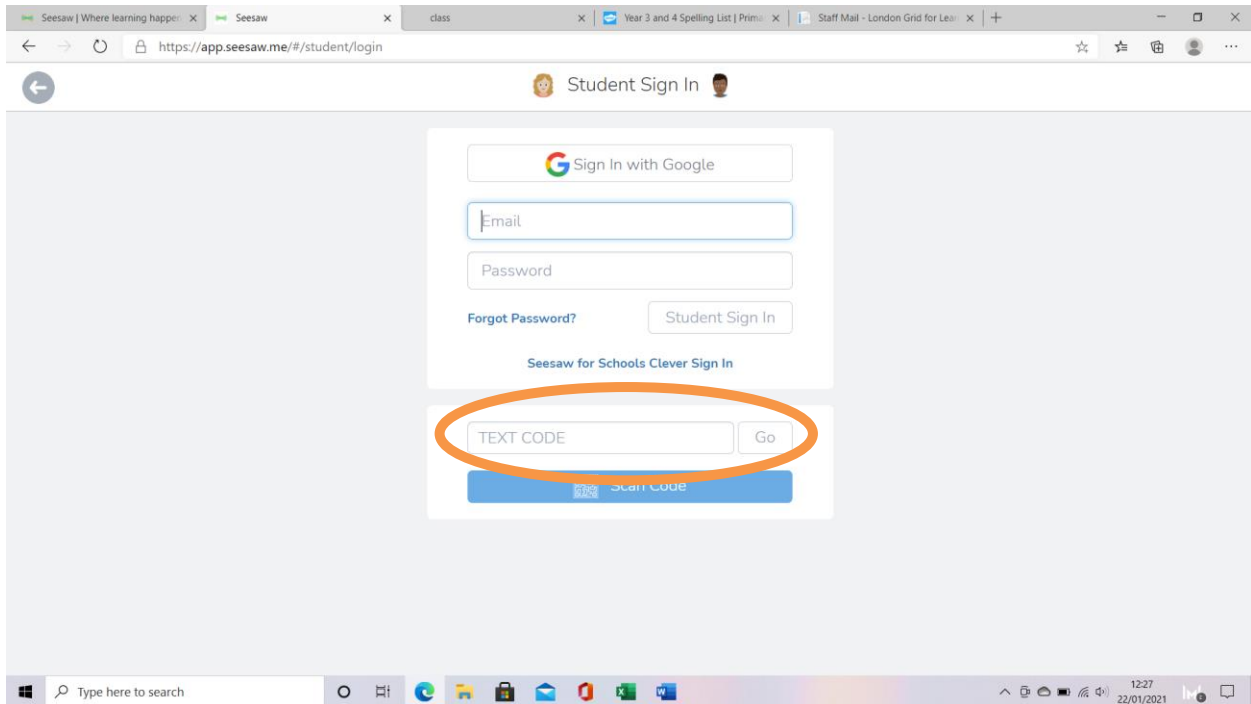 Seesaw | Where learning happen
Seesaw
class
Year 3 and 4 Spelling List | Prima
Staff Mail - London Grid for Lear
https://app.seesaw.me/#/student/login
Student Sign In
Sign In with Google
Email
Password
Forgot Password?
Student Sign In
Seesaw for Schools Clever Sign In
TEXT CODE
Go
Scan Code
Type here to search
12:27
22/01/2021